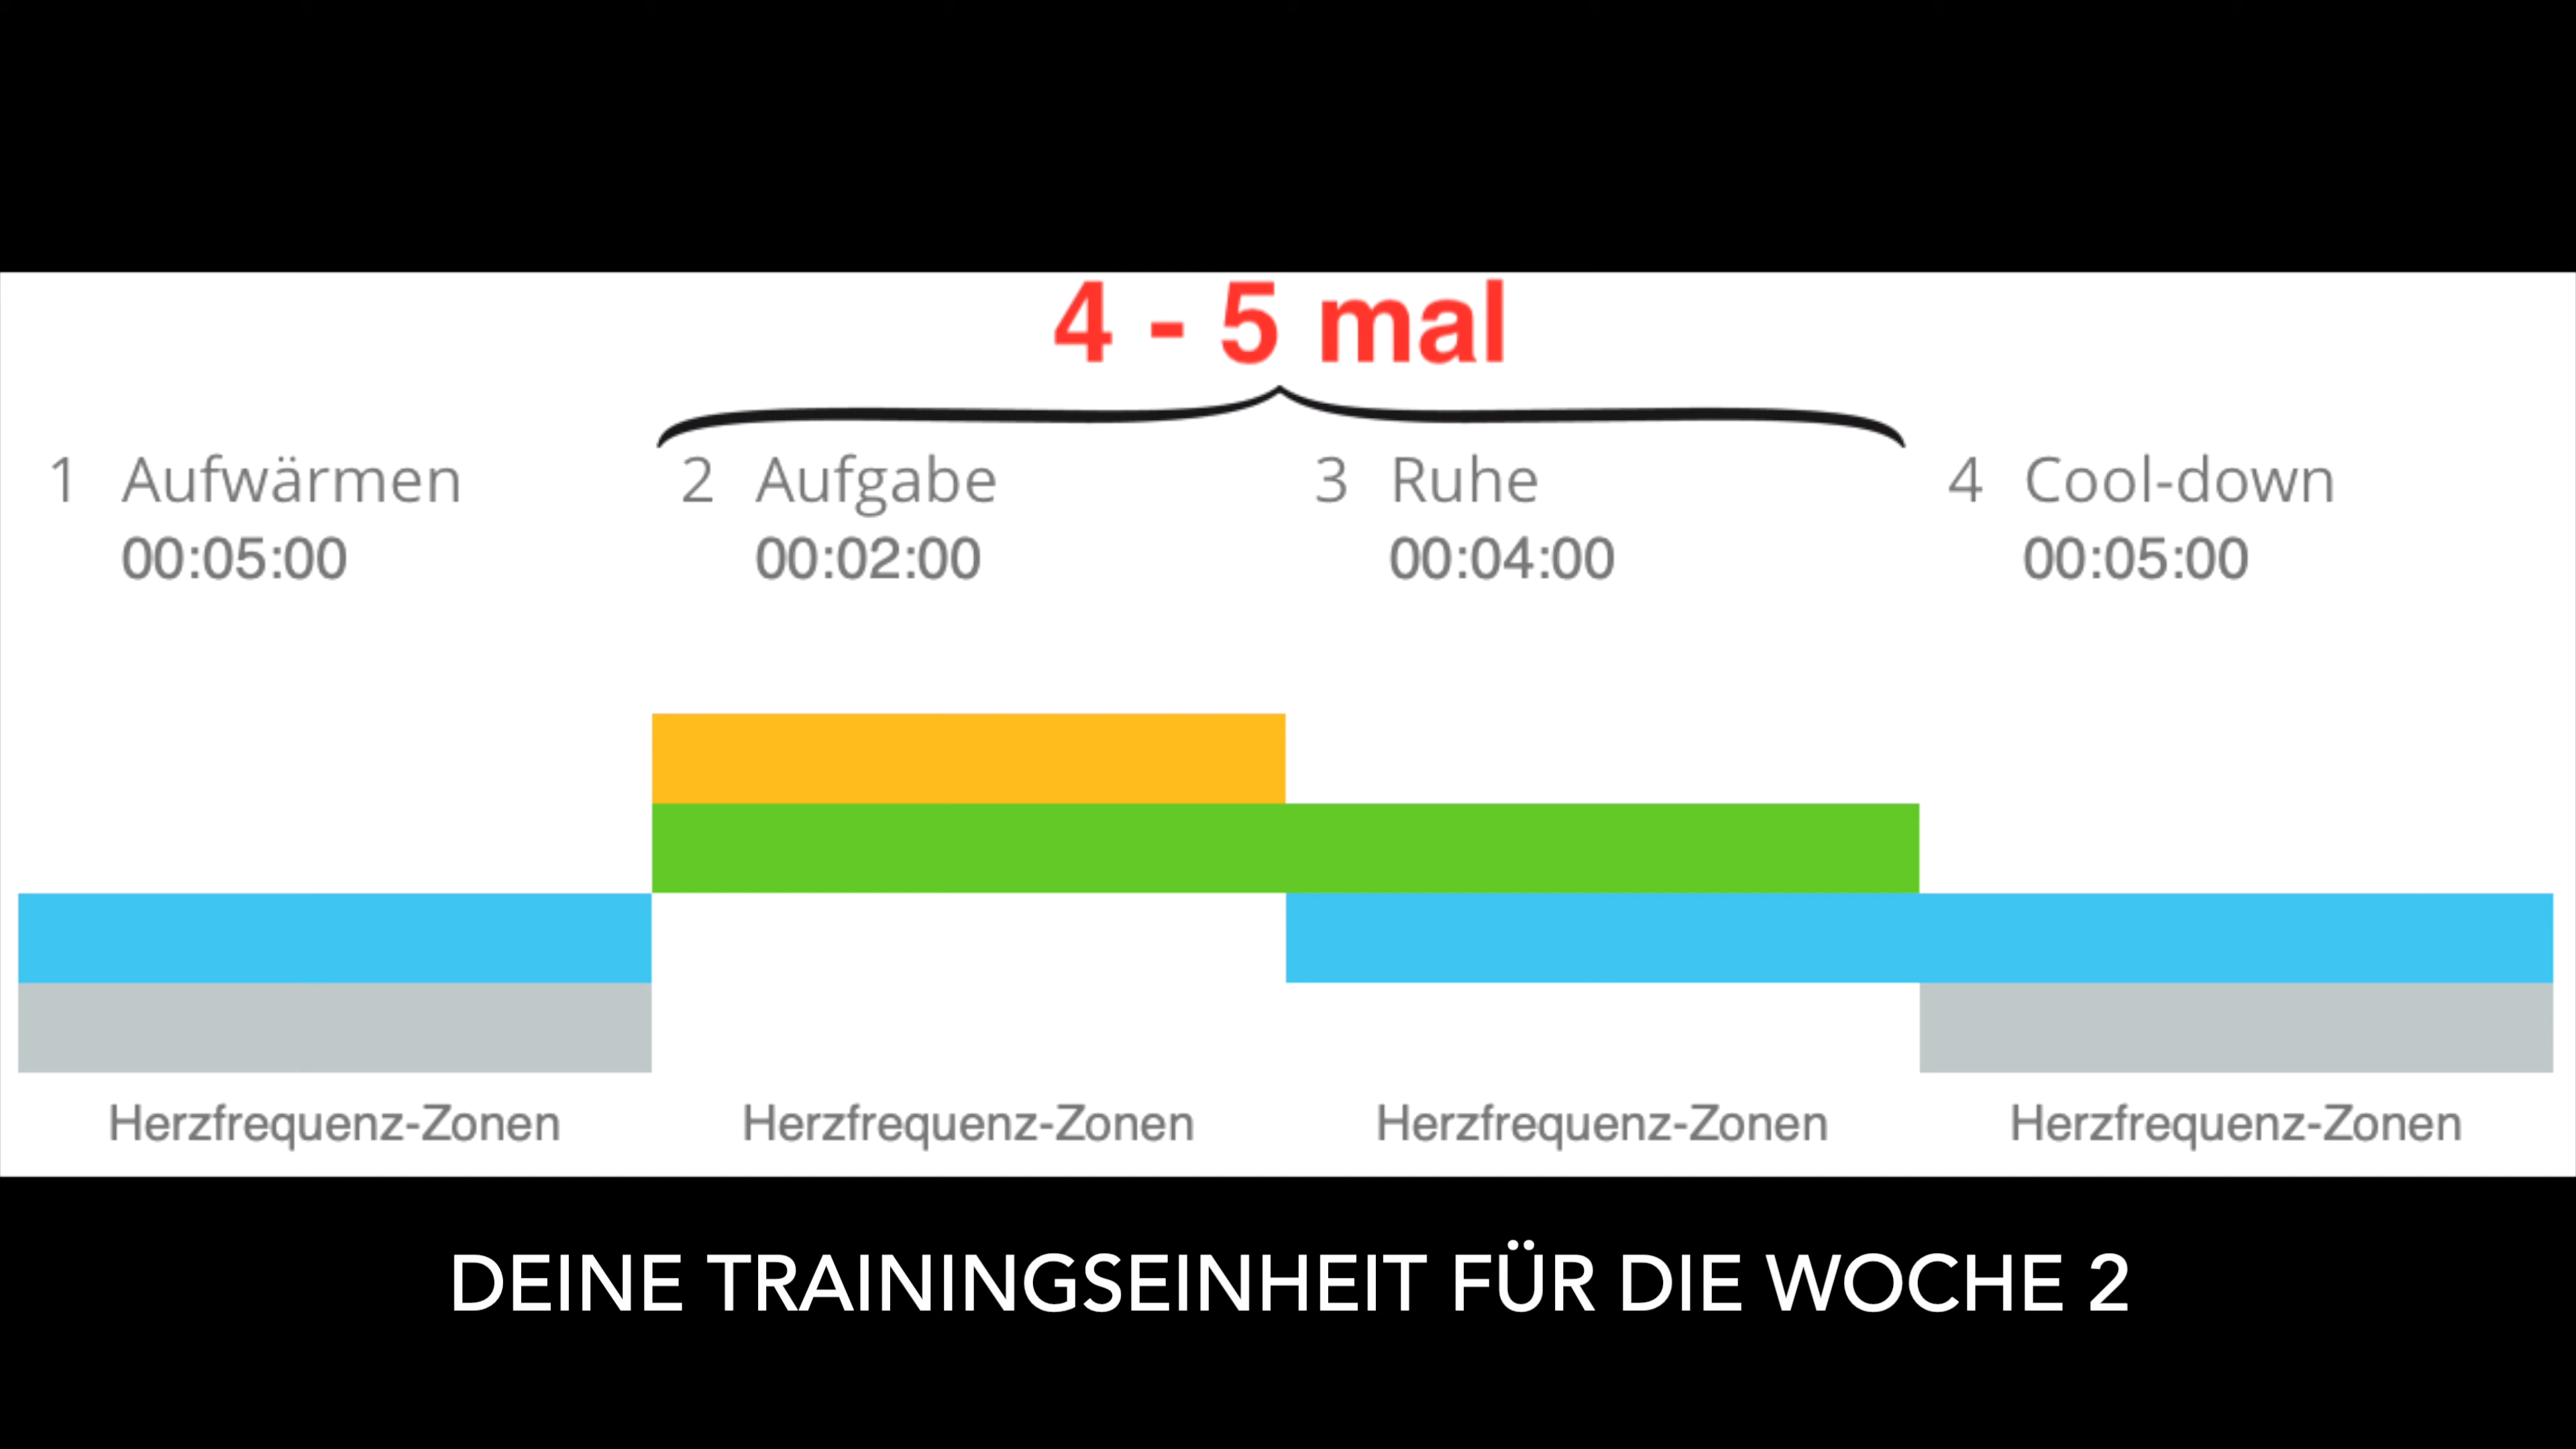 4 - 5 mal
1 Aufwärmen
00:05:00
2 Aufgabe
00:02:00
3 Ruhe
00:04:00
4 Cool-down
00:05:00
Herzfrequenz-Zonen
Herzfrequenz-Zonen
Herzfrequenz-Zonen
Herzfrequenz-Zonen
DEINE TRAININGSEINHEIT FÜR DIE WOCHE 2